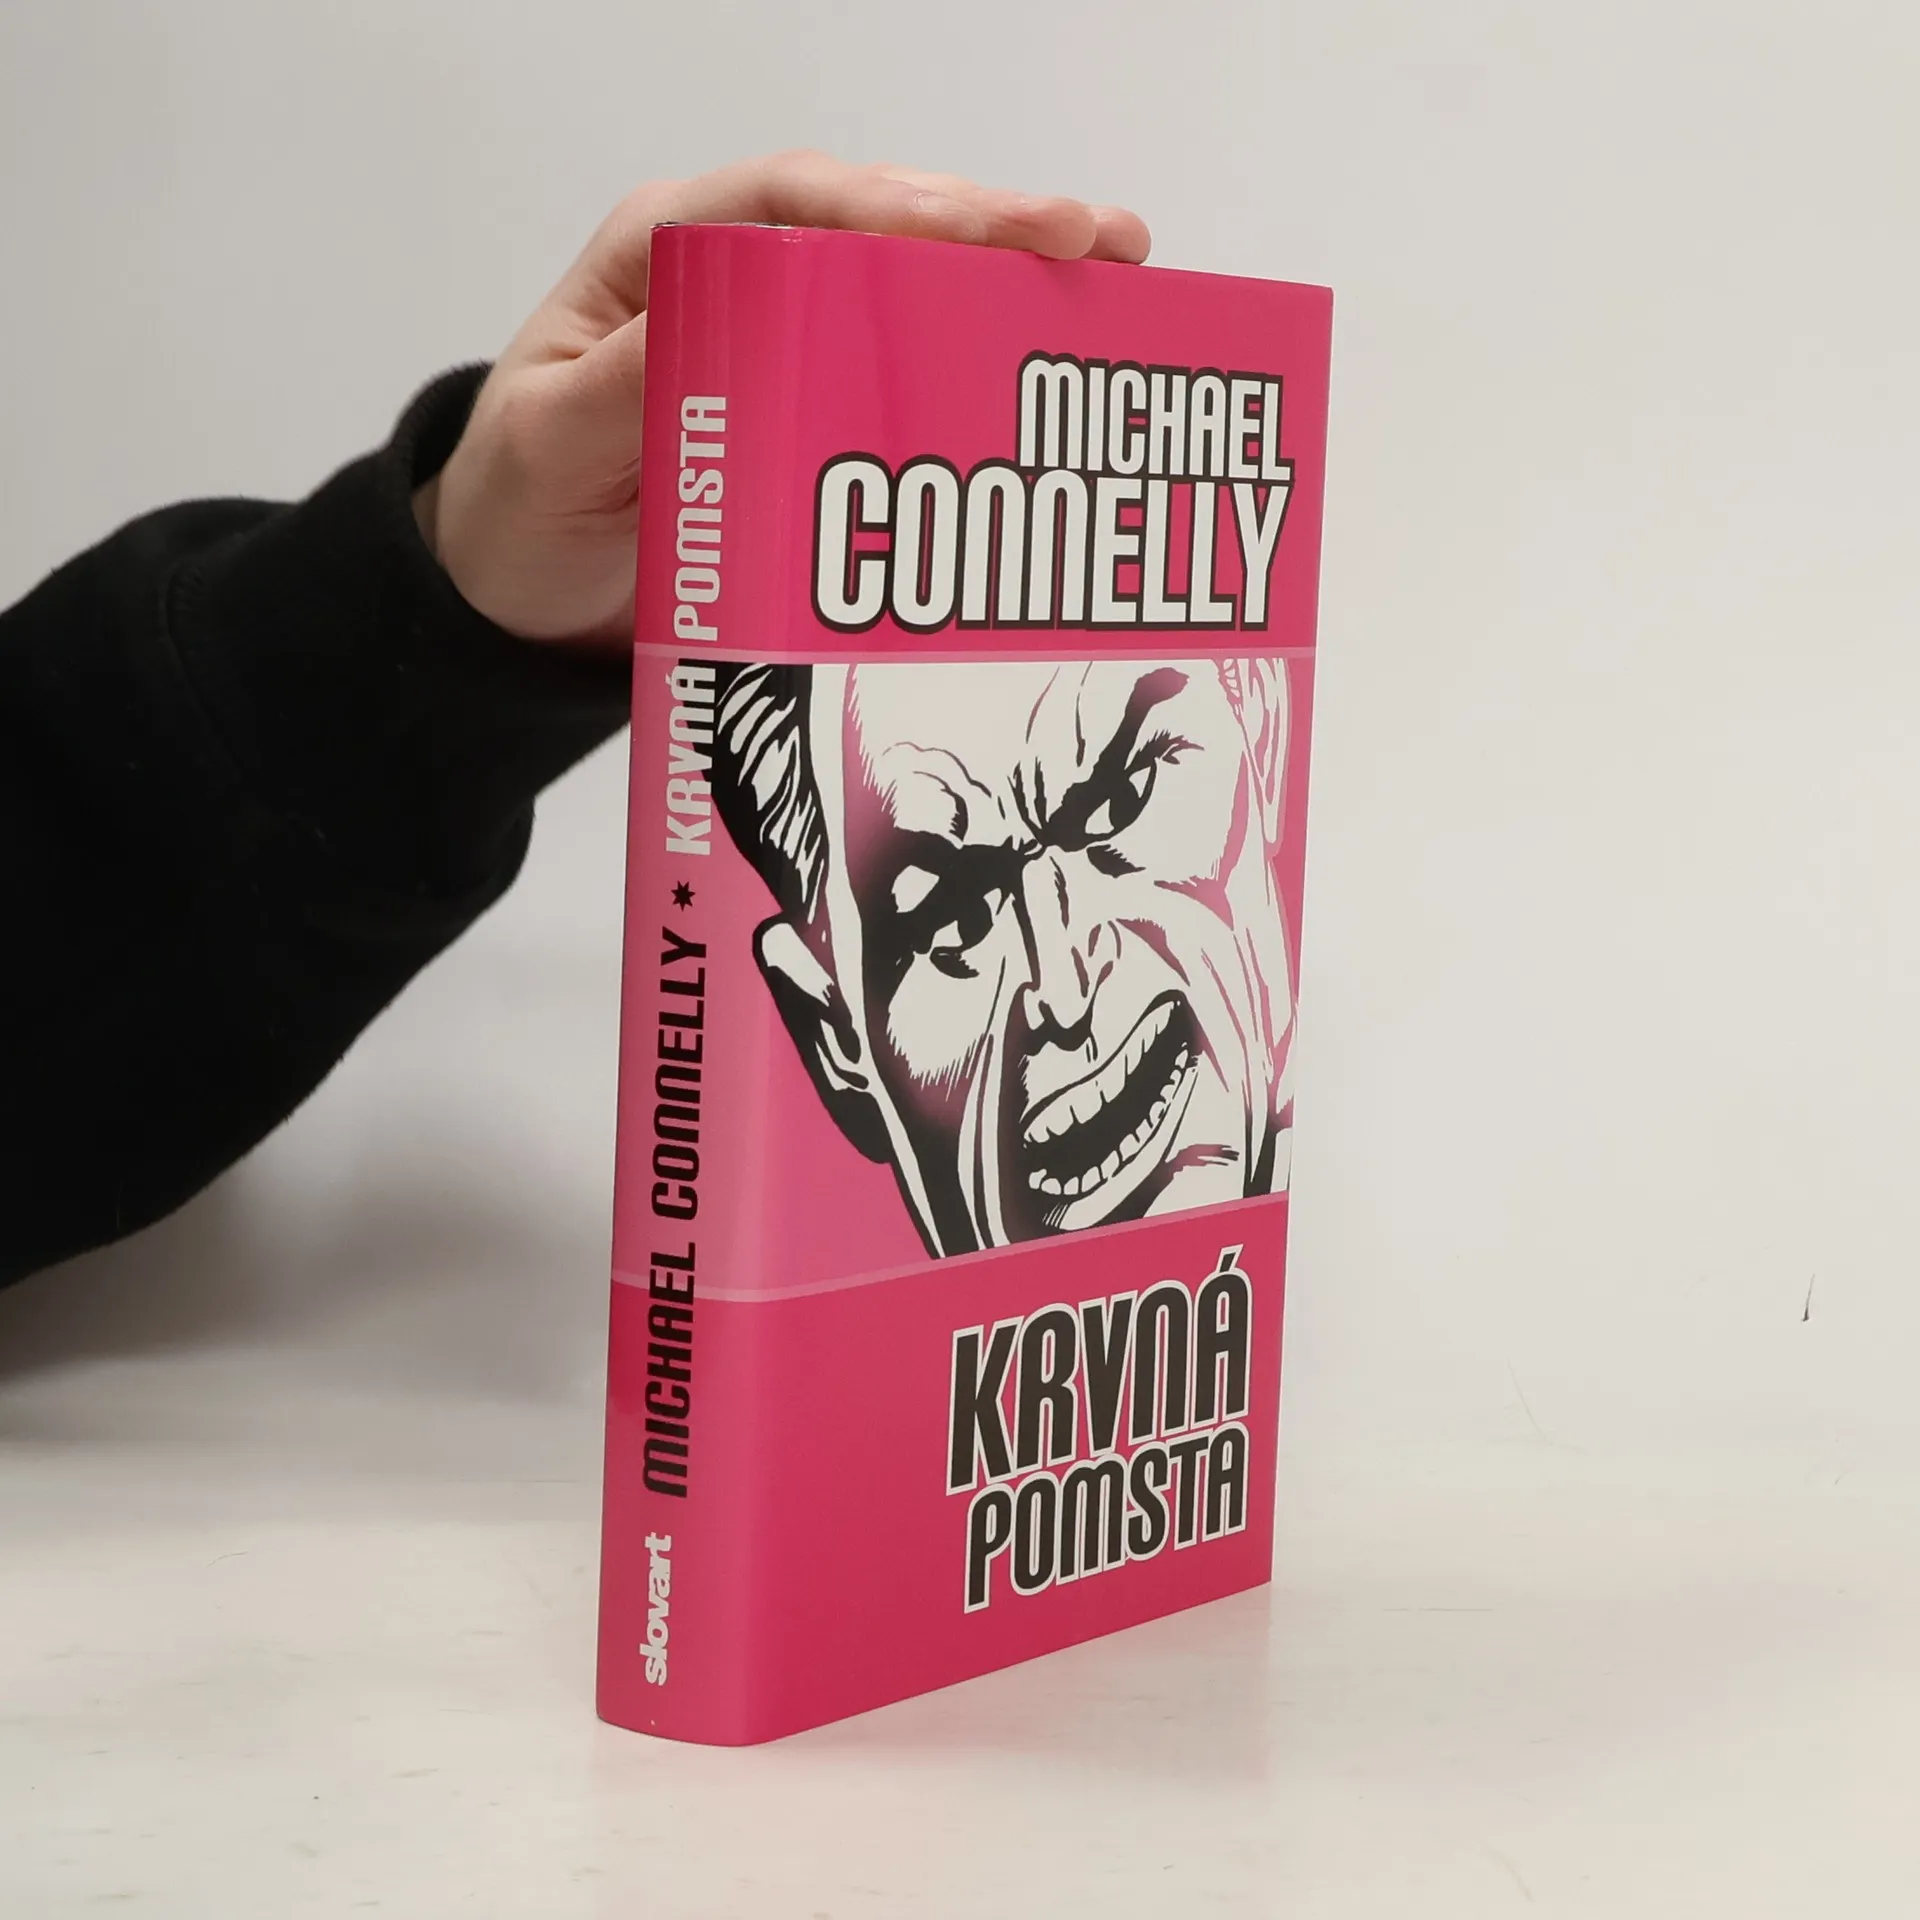 MICHAEL
CONNELLY
KRVNÁ
POMSTA
slovart MICHAEL CONNELLY * KRVNÁ POMSTA